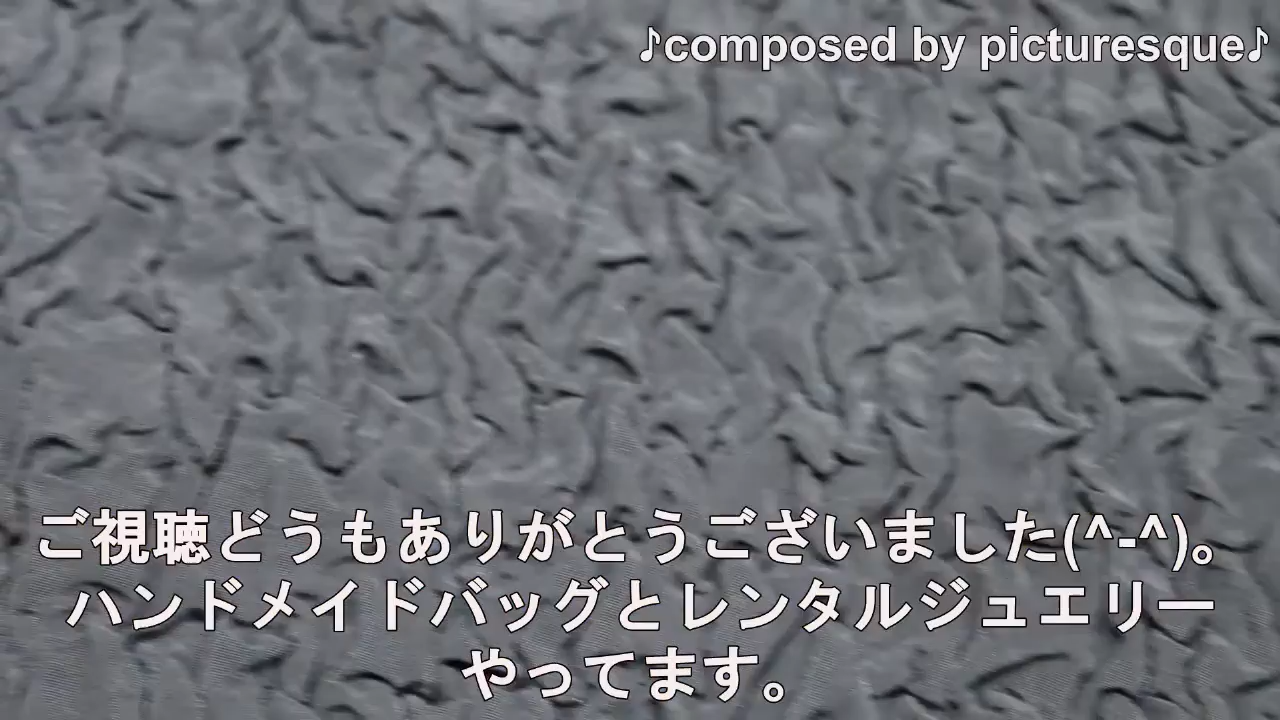 ♪composed by picturesque♪
ご視聴どうもありがとうございました(^-^)。
ハンドメイドバッグとレンタルジュエリー
やってます。